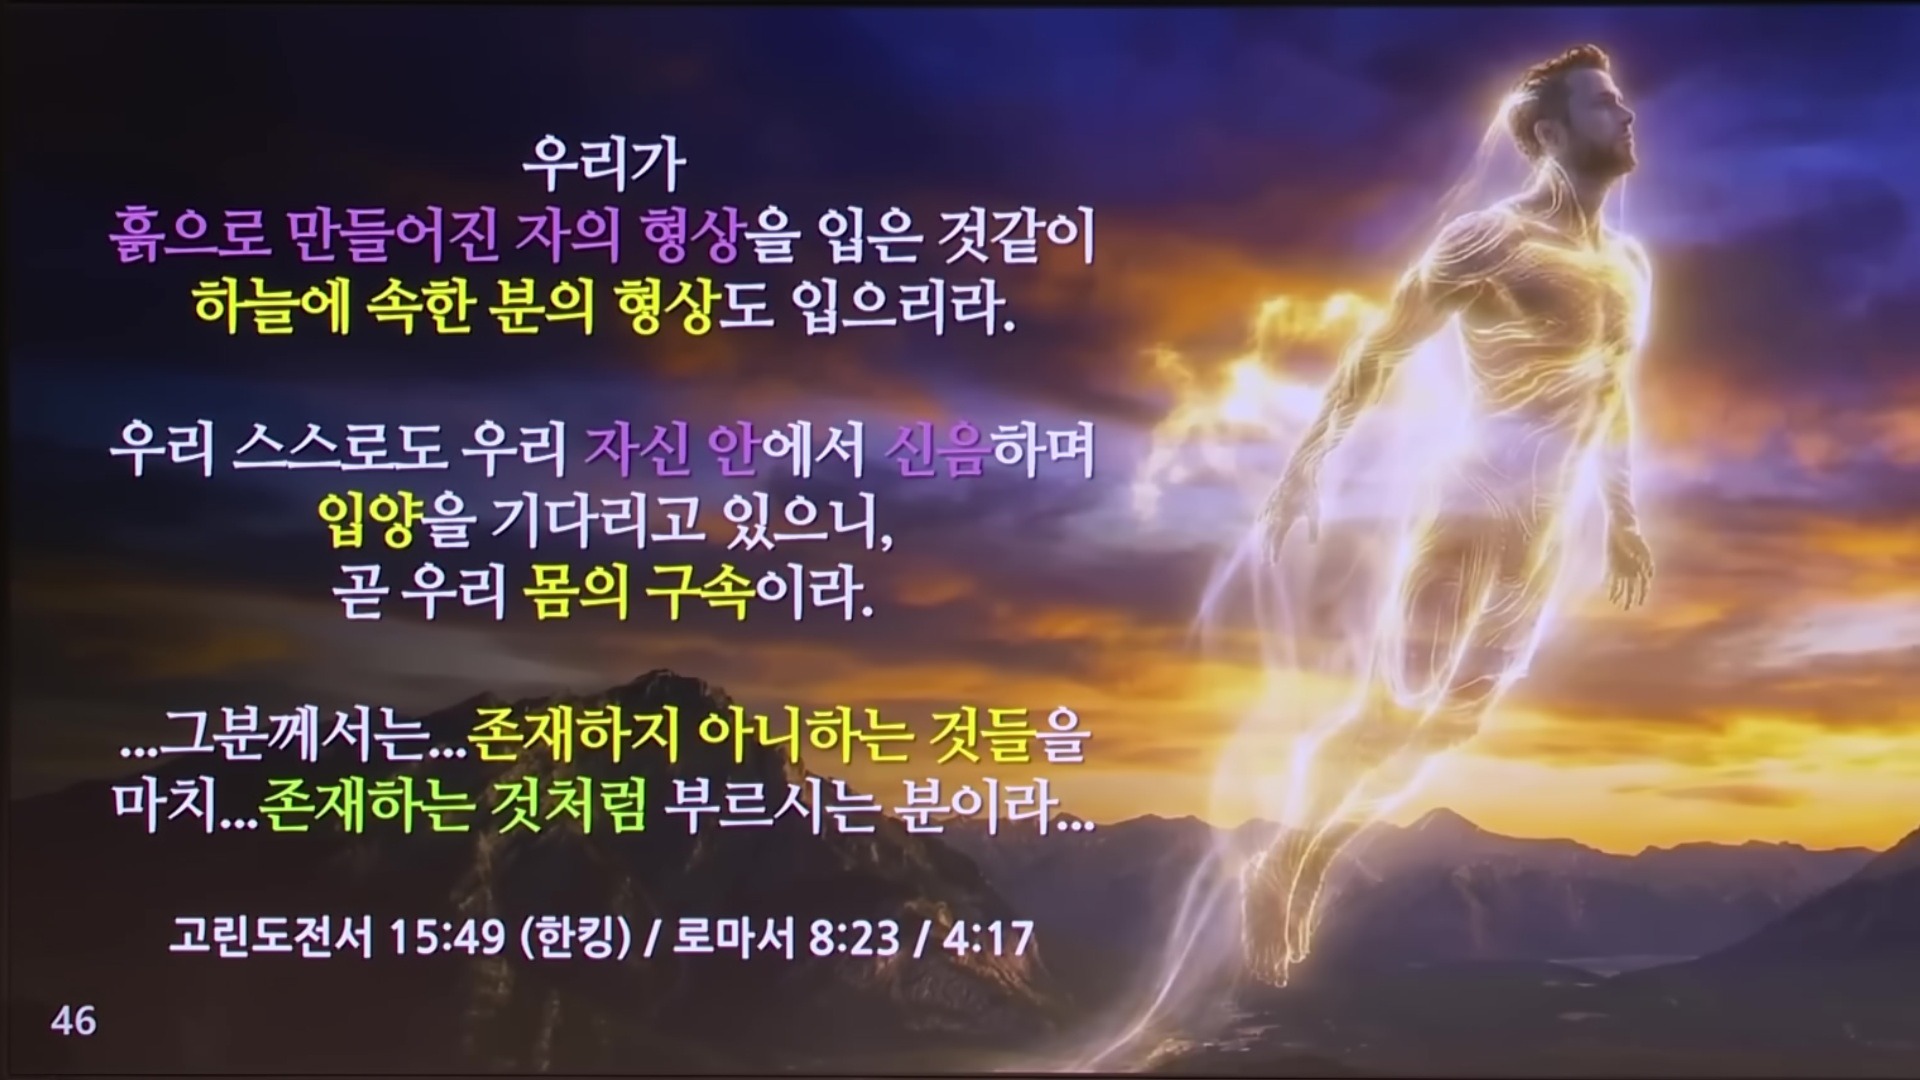 우리가
흙으로 만들어진 자의 형상을 입은 것같이
하늘에 속한 분의 형상도 입으리라.
우리 스스로도 우리 자신 안에서 신음하며
입양을 기다리고 있으니,
곧 우리 몸의 구속이라.
...그분께서는...존재하지 아니하는 것들을
마치...존재하는 것처럼 부르시는 분이라...
고린도전서 15:49 (한킹) / 로마서 8:23 / 4:17
46